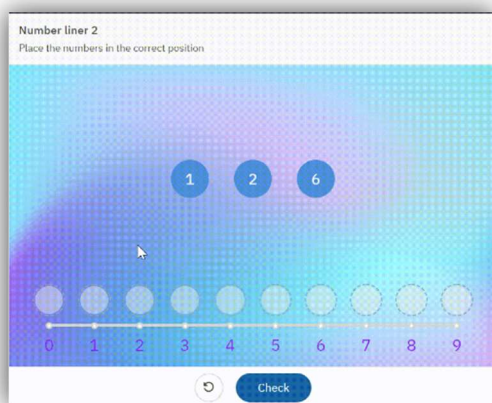 Number liner 2
Place the numbers in the correct position
1 2 6
0 1 2 3 4 5 6 7 8 9
Check